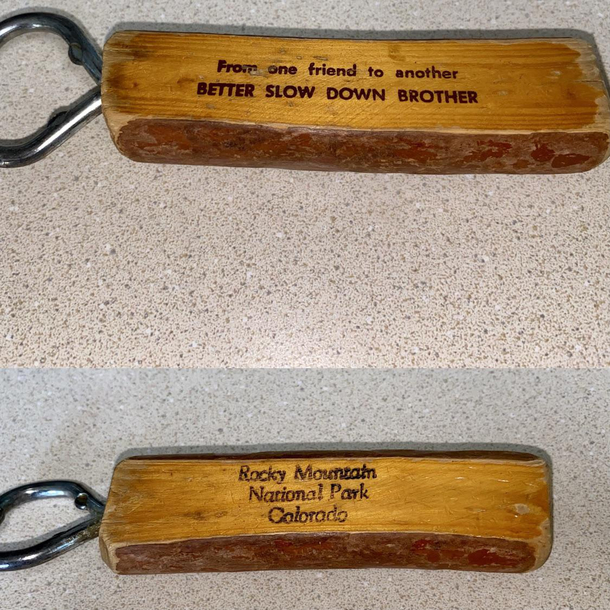 From one friend to another
BETTER SLOW DOWN BROTHER
Rocky Mountain
National Park
Colorado